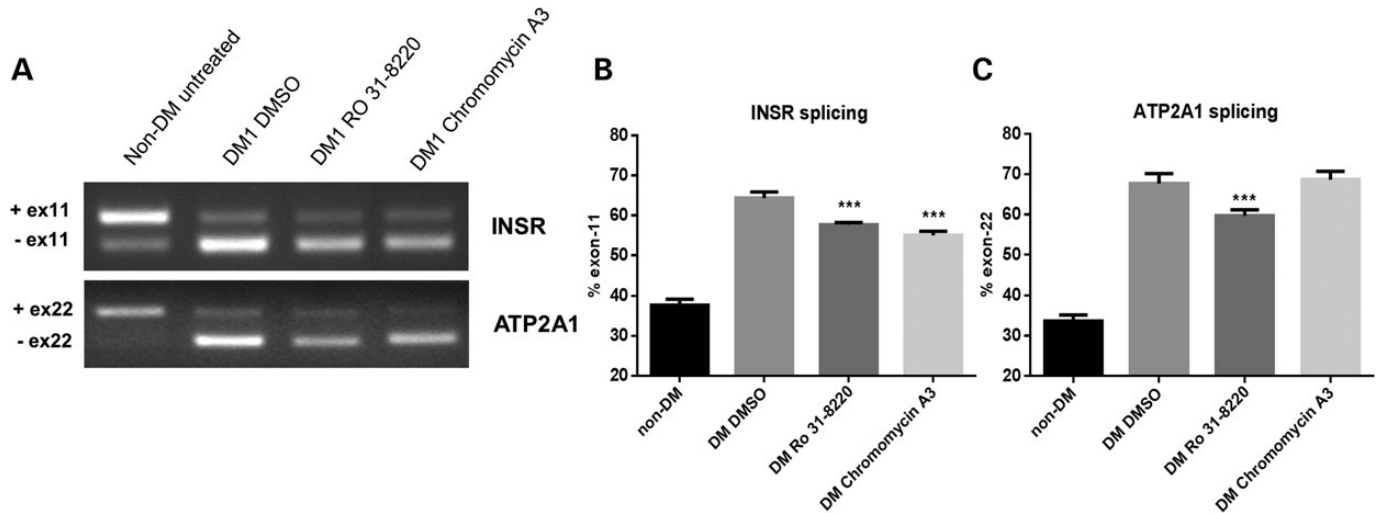 A
Non-DM untreated
DM1 DMSO
DM1 RO 31-8220
DM1 Chromomycin A3
+ ex11
- ex11
INSR
+ ex22
- ex22
ATP2A1
B
INSR splicing
% exon-11
80
70
60
50
40
30
20
***
***
non-DM
DM DMSO
DM Ro 31-8220
DM Chromomycin A3
C
ATP2A1 splicing
% exon-22
80
70
60
50
40
30
20
***
non-DM
DM DMSO
DM Ro 31-8220
DM Chromomycin A3